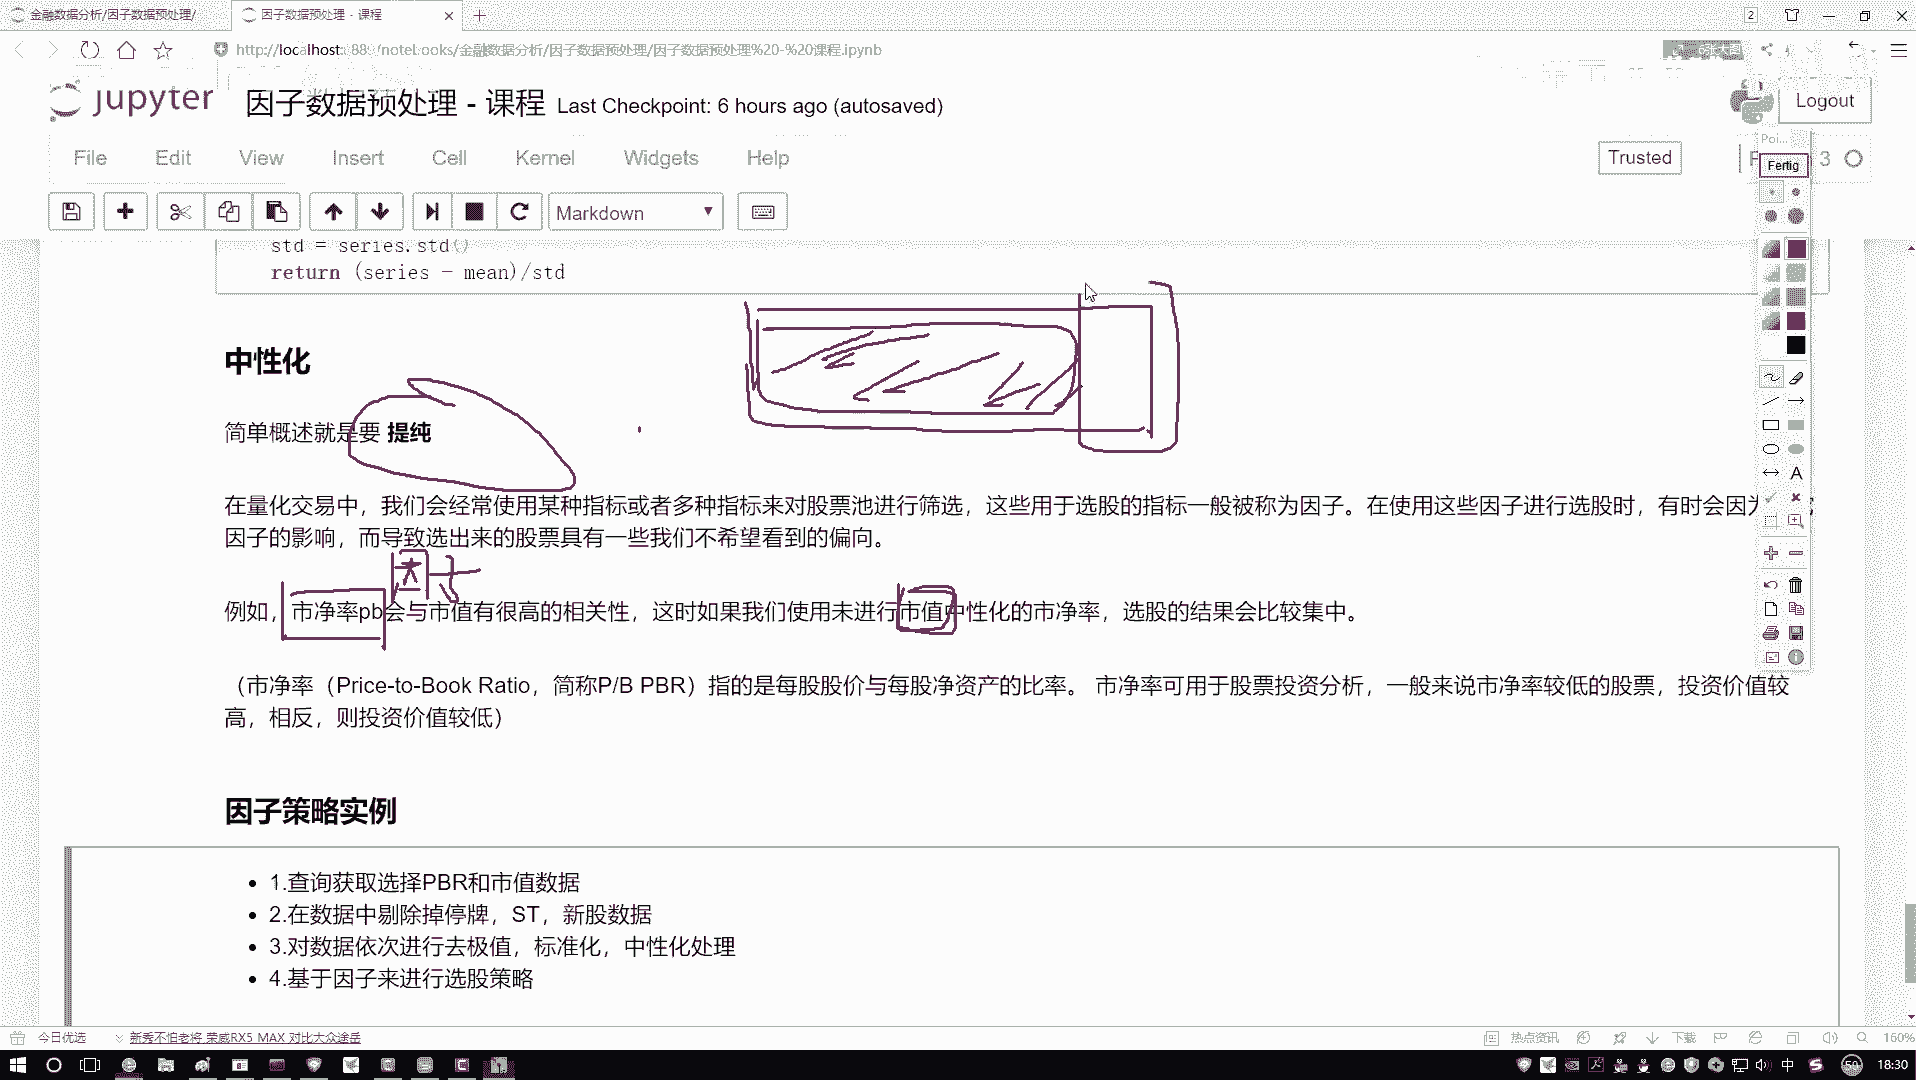 金融数据分析/因子数据预处理/
因子数据预处理 - 课程
2
http://localhost:888/notebooks/金融数据分析/因子数据预处理/因子数据预处理%20-%20课程.ipynb
jupyter 因子数据预处理 - 课程 Last Checkpoint: 6 hours ago (autosaved)
Logout
File Edit View Insert Cell Kernel Widgets Help
Trusted
3
Fertig
Markdown
std = series.std()
return (series - mean)/std
中性化
简单概述就是要 提纯
在量化交易中，我们会经常使用某种指标或者多种指标来对股票池进行筛选，这些用于选股的指标一般被称为因子。在使用这些因子进行选股时，有时会因为
因子的影响，而导致选出来的股票具有一些我们不希望看到的偏向。
因子
例如，市净率pb会与市值有很高的相关性，这时如果我们使用未进行市值中性化的市净率，选股的结果会比较集中。
（市净率（Price-to-Book Ratio，简称P/B PBR）指的是每股股价与每股净资产的比率。 市净率可用于股票投资分析，一般来说市净率较低的股票，投资价值较
高，相反，则投资价值较低）
因子策略实例
1.查询获取选择PBR和市值数据
2.在数据中剔除掉停牌，ST，新股数据
3.对数据依次进行去极值，标准化，中性化处理
4.基于因子来进行选股策略
今日优选
新秀不怕老将 荣威RX5 MAX 对比大众途岳
热点资讯
下载
160%
中
50
18:30